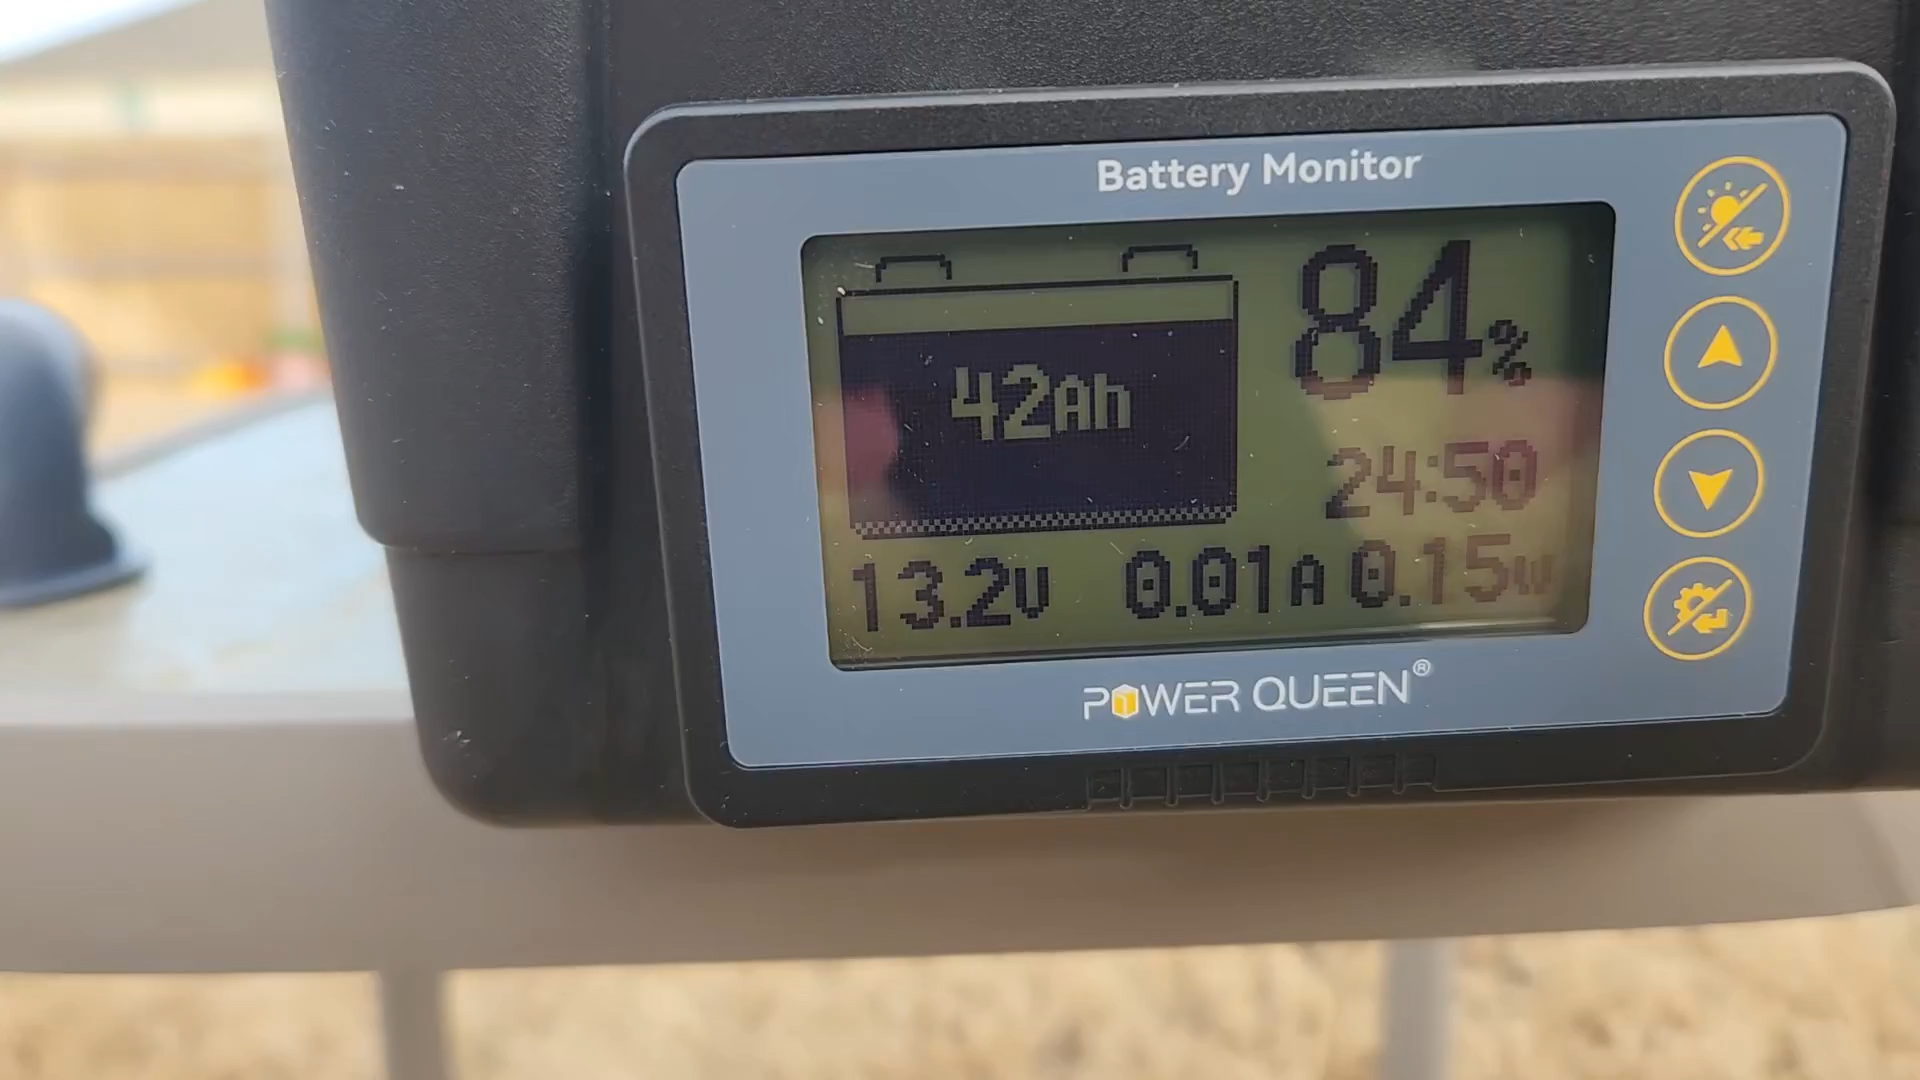 Battery Monitor
84%
42Ah
24:50
13.2V 0.01A 0.15W
POWER QUEEN®